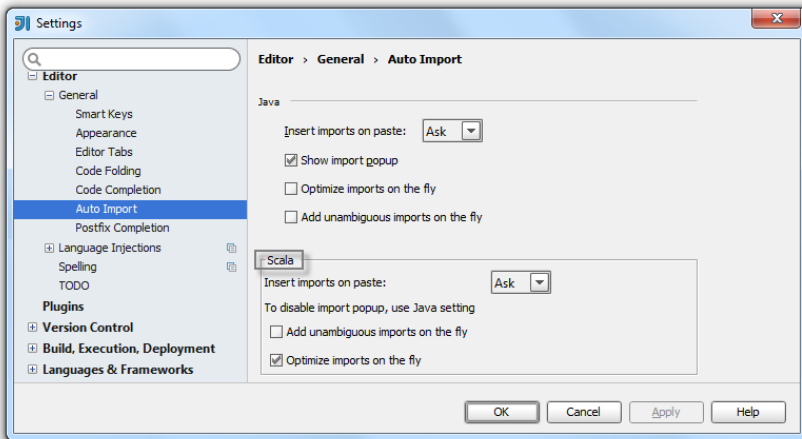 Settings
Editor
General
Smart Keys
Appearance
Editor Tabs
Code Folding
Code Completion
Auto Import
Postfix Completion
Language Injections
Spelling
TODO
Plugins
Version Control
Build, Execution, Deployment
Languages & Frameworks
Editor › General › Auto Import
Java
Insert imports on paste: Ask
Show import popup
Optimize imports on the fly
Add unambiguous imports on the fly
Scala
Insert imports on paste: Ask
To disable import popup, use Java setting
Add unambiguous imports on the fly
Optimize imports on the fly
OK Cancel Apply Help